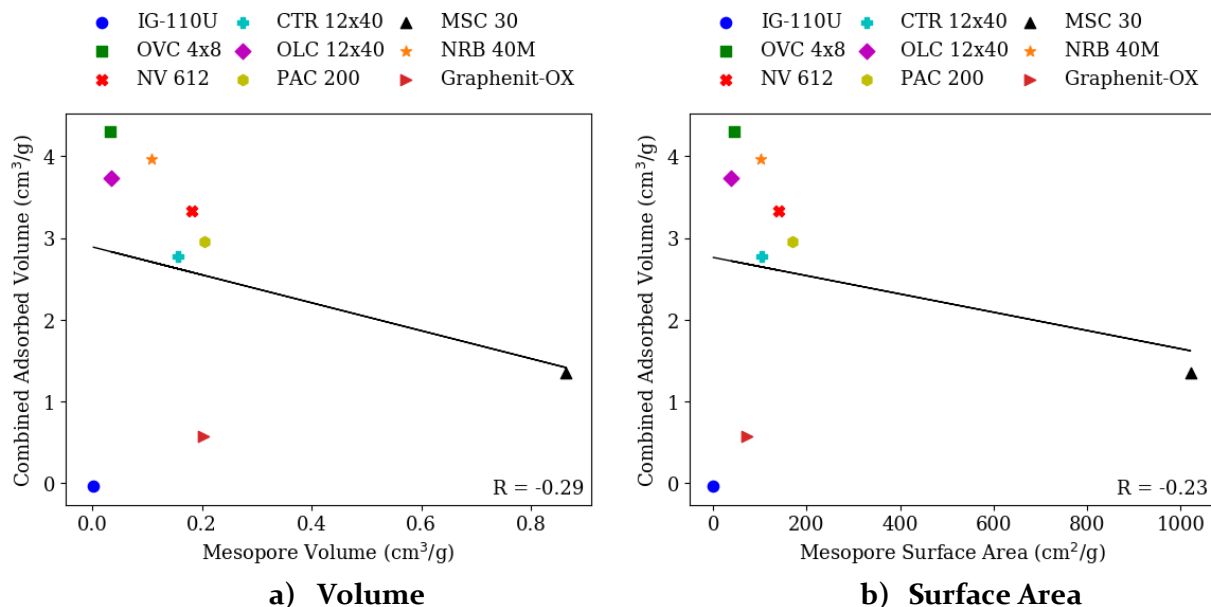 IG-110U
CTR 12x40
MSC 30
OVC 4x8
OLC 12x40
NRB 40M
NV 612
PAC 200
Graphenit-OX
Combined Adsorbed Volume (cm³/g)
4
3
2
1
0
R = -0.29
0.0
0.2
0.4
0.6
0.8
Mesopore Volume (cm³/g)
a) Volume
IG-110U
CTR 12x40
MSC 30
OVC 4x8
OLC 12x40
NRB 40M
NV 612
PAC 200
Graphenit-OX
Combined Adsorbed Volume (cm³/g)
4
3
2
1
0
R = -0.23
0
200
400
600
800
1000
Mesopore Surface Area (cm²/g)
b) Surface Area